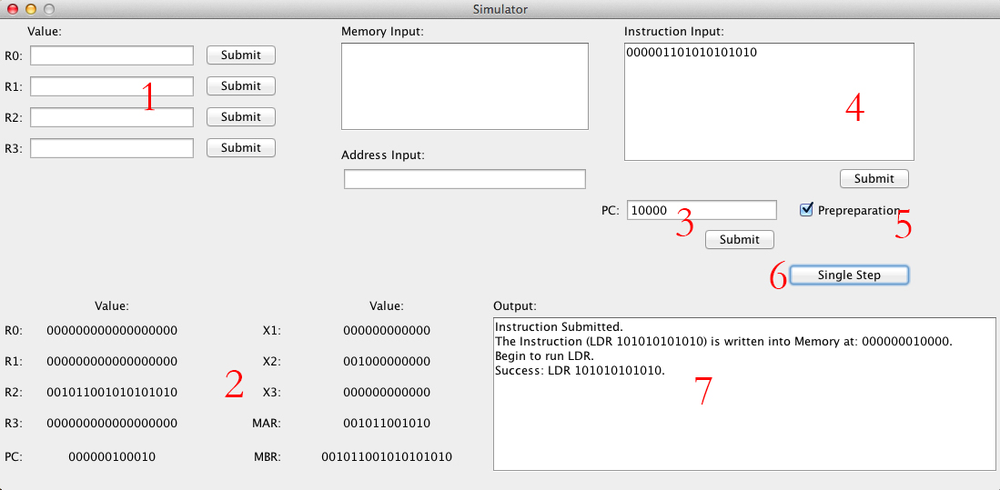 Simulator
Value:
Memory Input:
Instruction Input:
R0:
Submit
000001101010101010
R1:
1
Submit
4
R2:
Submit
R3:
Submit
Address Input:
Submit
PC:
10000
3
Prepreparation
5
Submit
6
Single Step
Value:
Value:
Output:
R0:
000000000000000000
X1:
000000000000
R1:
000000000000000000
X2:
001000000000
R2:
001011001010101010
2
X3:
000000000000
R3:
000000000000000000
MAR:
001011001010
PC:
000000100010
MBR:
001011001010101010
Instruction Submitted.
The Instruction (LDR 101010101010) is written into Memory at: 000000010000.
Begin to run LDR.
Success: LDR 101010101010.
7